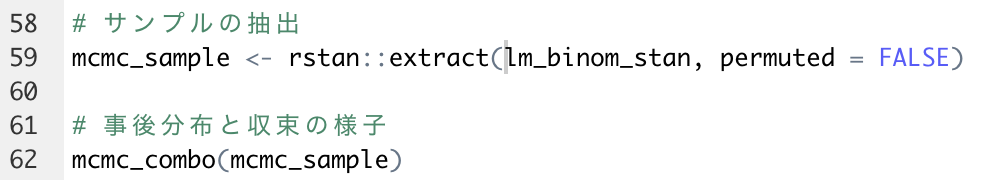 58 # サンプルの抽出
59 mcmc_sample <- rstan::extract(lm_binom_stan, permuted = FALSE)
60
61 # 事後分布と収束の様子
62 mcmc_combo(mcmc_sample)